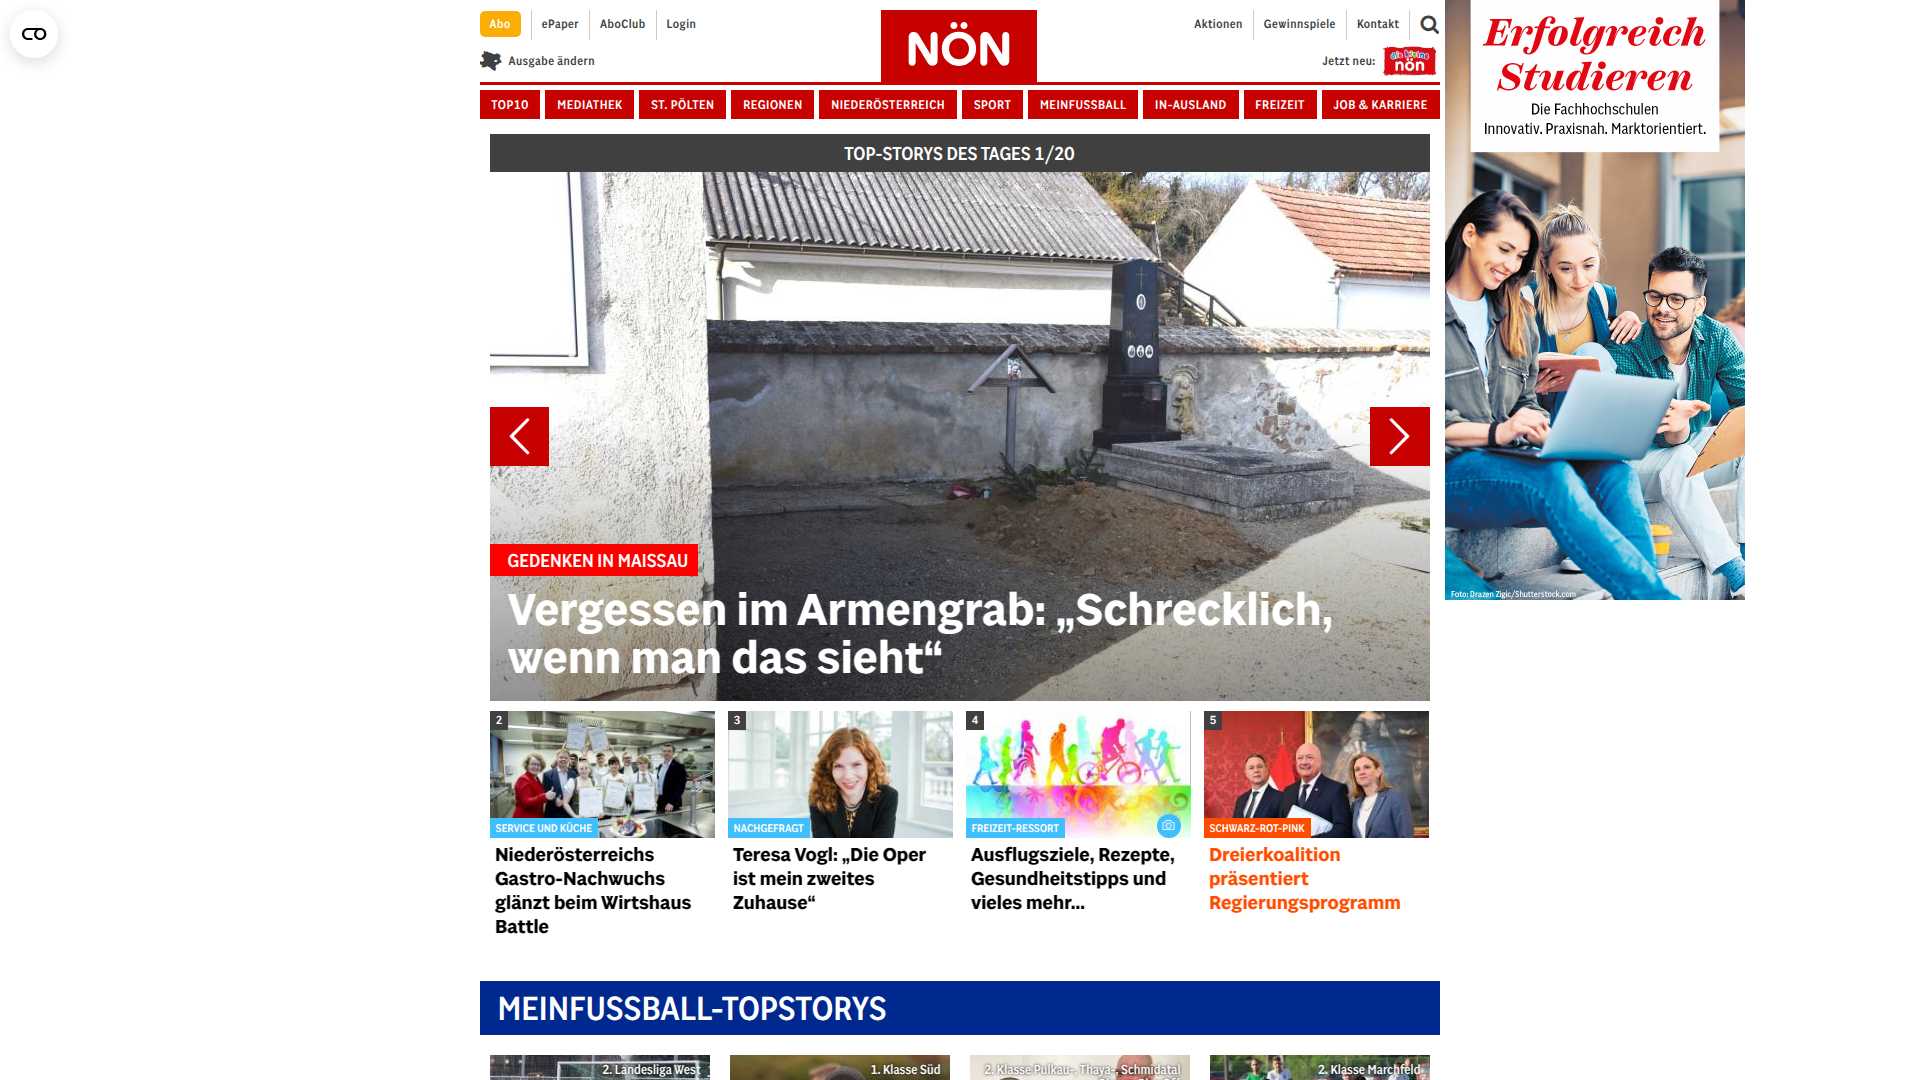 Abo
ePaper
AboClub
Login
NÖN
Aktionen
Gewinnspiele
Kontakt
Ausgabe ändern
Jetzt neu:
die kleine
nön
TOP10
MEDIATHEK
ST. PÖLTEN
REGIONEN
NIEDERÖSTERREICH
SPORT
MEINFUSSBALL
IN-AUSLAND
FREIZEIT
JOB & KARRIERE
Erfolgreich
Studieren
Die Fachhochschulen
Innovativ. Praxisnah. Marktorientiert.
Foto: Drazen Zigic/Shutterstock.com
TOP-STORYS DES TAGES 1/20
GEDENKEN IN MAISSAU
Vergessen im Armengrab: „Schrecklich,
wenn man das sieht“
2
SERVICE UND KÜCHE
Niederösterreichs
Gastro-Nachwuchs
glänzt beim Wirtshaus
Battle
3
NACHGEFRAGT
Teresa Vogl: „Die Oper
ist mein zweites
Zuhause“
4
FREIZEIT-RESSORT
Ausflugsziele, Rezepte,
Gesundheitstipps und
vieles mehr...
5
SCHWARZ-ROT-PINK
Dreierkoalition
präsentiert
Regierungsprogramm
MEINFUSSBALL-TOPSTORYS
2. Landesliga West
1. Klasse Süd
2. Klasse Pulkau-, Thaya-, Schmidatal
2. Klasse Marchfeld